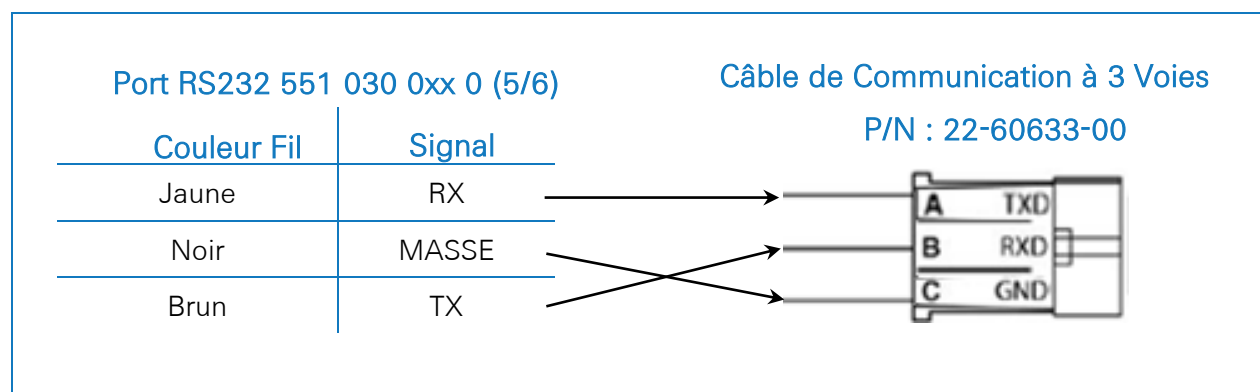 Port RS232 551 030 0xx 0 (5/6)
Câble de Communication à 3 Voies
P/N : 22-60633-00
Couleur Fil Signal
Jaune RX
Noir MASSE
Brun TX
A TXD
B RXD
C GND